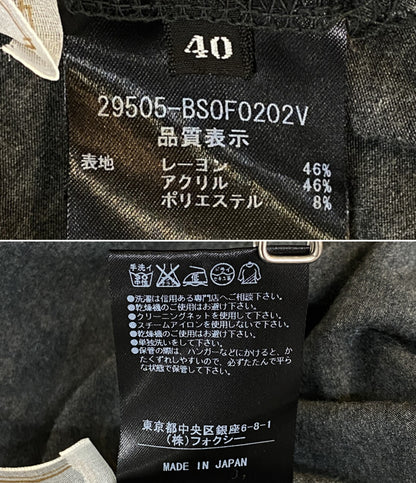 40
29505-BS0F0202V
品質表示
表地 レーヨン 46%
アクリル 46%
ポリエステル 8%
手洗イ
●洗濯は信用ある専門店へご相談下さい。
●乾燥機のご使用はお避け下さい。
●クリーニングネットを使用して下さい。
●スチームアイロンを使用しないで下さい。
●乾燥機のご使用はお避け下さい。
●単独洗いをして下さい。
●保管の際は、ハンガーなどにかけると、か
たくずれしやすいので、必ずたたんで平ら
な状態で保管して下さい。
東京都中央区銀座6-8-1
(株)フォクシー
MADE IN JAPAN